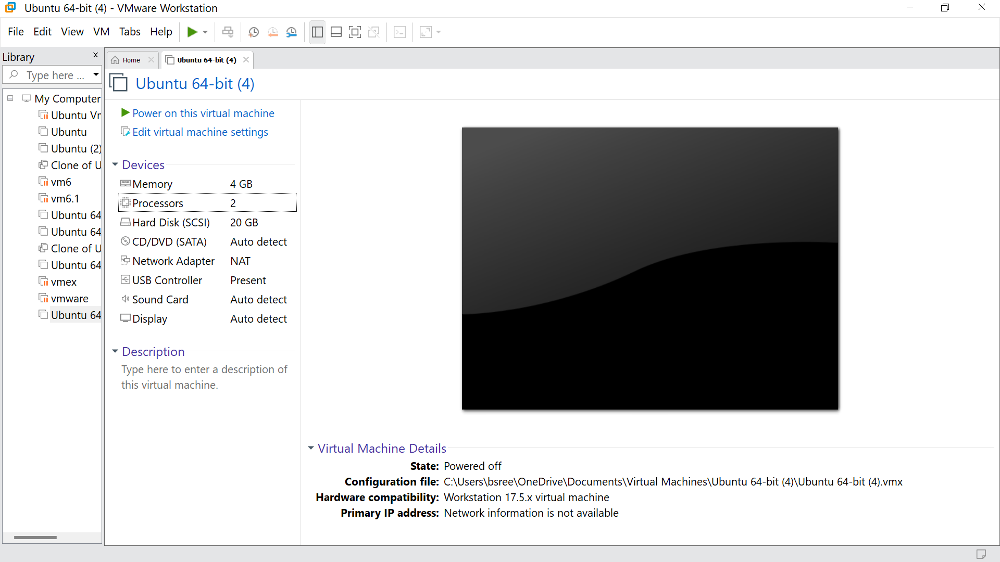 Ubuntu 64-bit (4) - VMware Workstation
File Edit View VM Tabs Help
Library
Type here ...
My Computer
Ubuntu
Ubuntu
Ubuntu (2)
Clone of U
vm6
vm6.1
Ubuntu 64
Ubuntu 64
Clone of U
Ubuntu 64
vmex
vmware
Ubuntu 64
Home
Ubuntu 64-bit (4)
Ubuntu 64-bit (4)
Power on this virtual machine
Edit virtual machine settings
Devices
Memory 4 GB
Processors 2
Hard Disk (SCSI) 20 GB
CD/DVD (SATA) Auto detect
Network Adapter NAT
USB Controller Present
Sound Card Auto detect
Display Auto detect
Description
Type here to enter a description of
this virtual machine.
Virtual Machine Details
State: Powered off
Configuration file: C:\Users\bsree\OneDrive\Documents\Virtual Machines\Ubuntu 64-bit (4)\Ubuntu 64-bit (4).vmx
Hardware compatibility: Workstation 17.5.x virtual machine
Primary IP address: Network information is not available